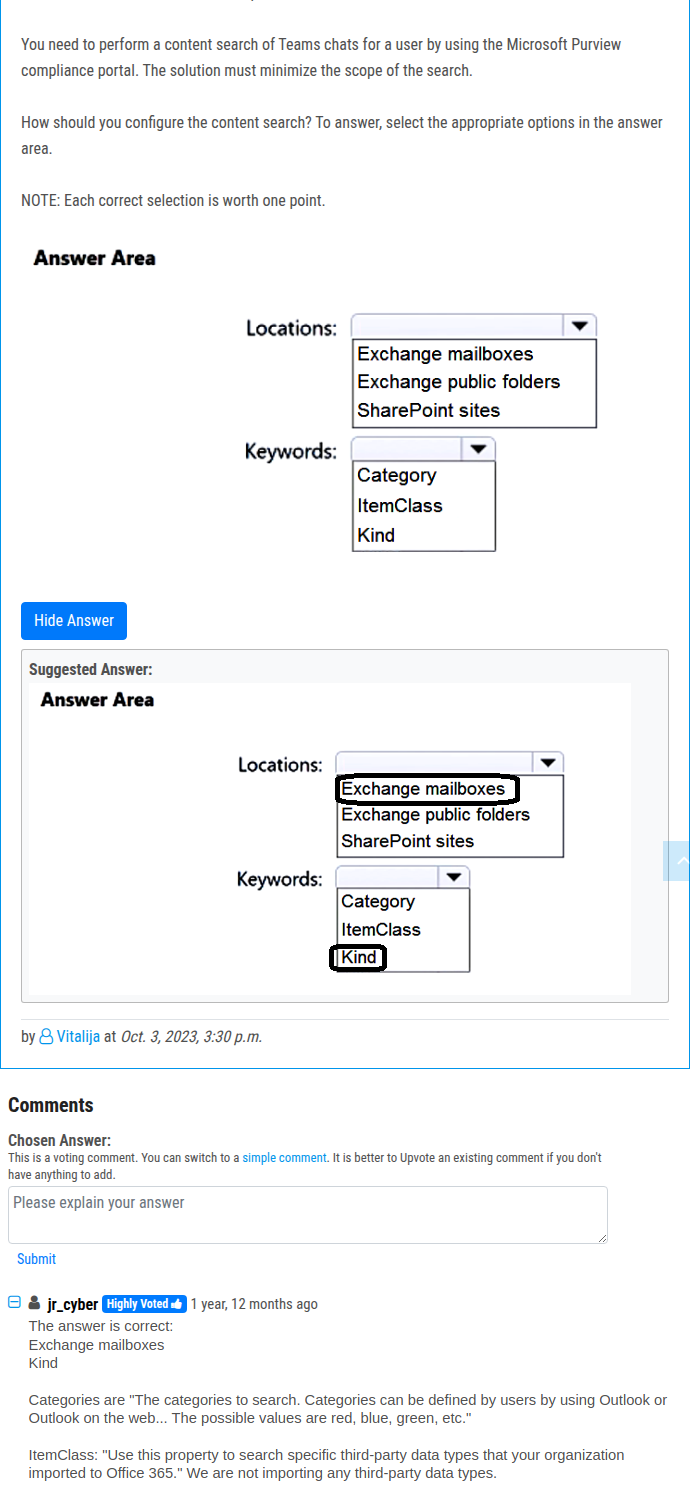 You need to perform a content search of Teams chats for a user by using the Microsoft Purview
compliance portal. The solution must minimize the scope of the search.
How should you configure the content search? To answer, select the appropriate options in the answer
area.
NOTE: Each correct selection is worth one point.
Answer Area
Locations:
Exchange mailboxes
Exchange public folders
SharePoint sites
Keywords:
Category
ItemClass
Kind
Hide Answer
Suggested Answer:
Answer Area
Locations:
Exchange mailboxes
Exchange public folders
SharePoint sites
Keywords:
Category
ItemClass
Kind
by Vitalija at Oct. 3, 2023, 3:30 p.m.
Comments
Chosen Answer:
This is a voting comment. You can switch to a simple comment. It is better to Upvote an existing comment if you don't
have anything to add.
Please explain your answer
Submit
jr_cyber Highly Voted 1 year, 12 months ago
The answer is correct:
Exchange mailboxes
Kind
Categories are "The categories to search. Categories can be defined by users by using Outlook or
Outlook on the web... The possible values are red, blue, green, etc."
ItemClass: "Use this property to search specific third-party data types that your organization
imported to Office 365." We are not importing any third-party data types.